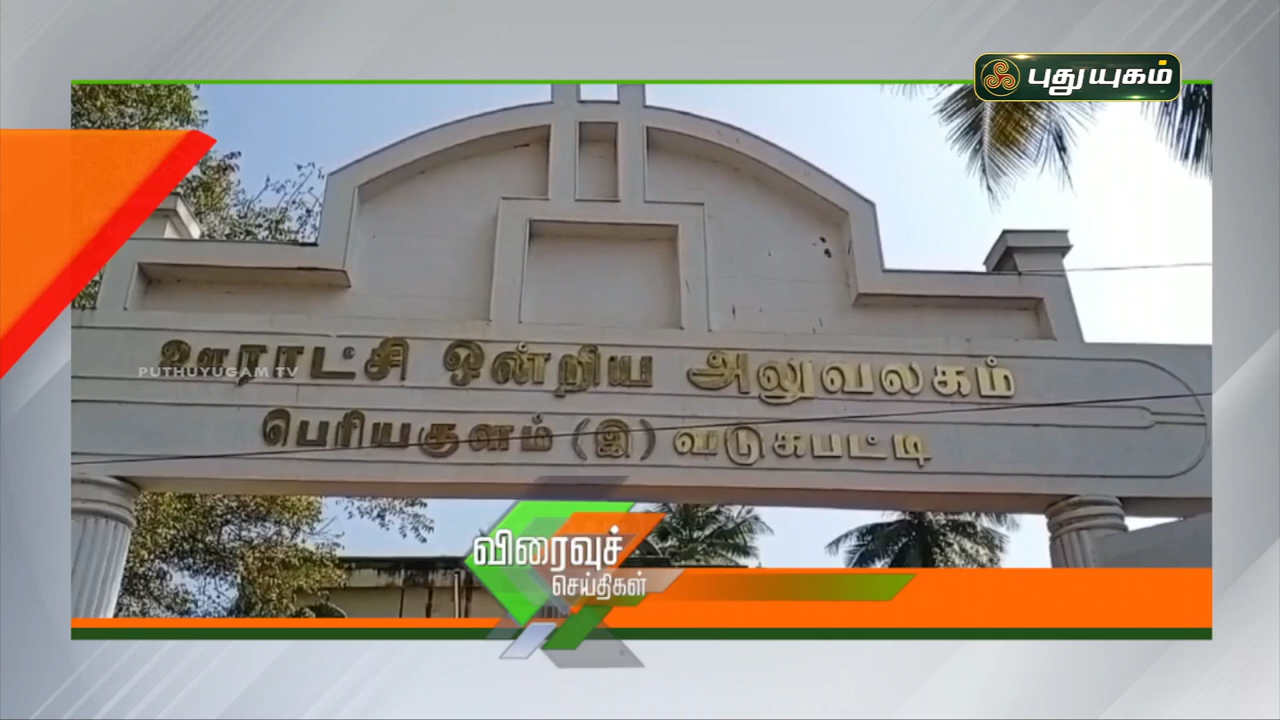 புதுயுகம்
ஊராட்சி ஒன்றிய அலுவலகம்
PUTHUYUGAM TV
பெரியகுளம் (இ) வடுகபட்டி
விரைவுச்
செய்திகள்